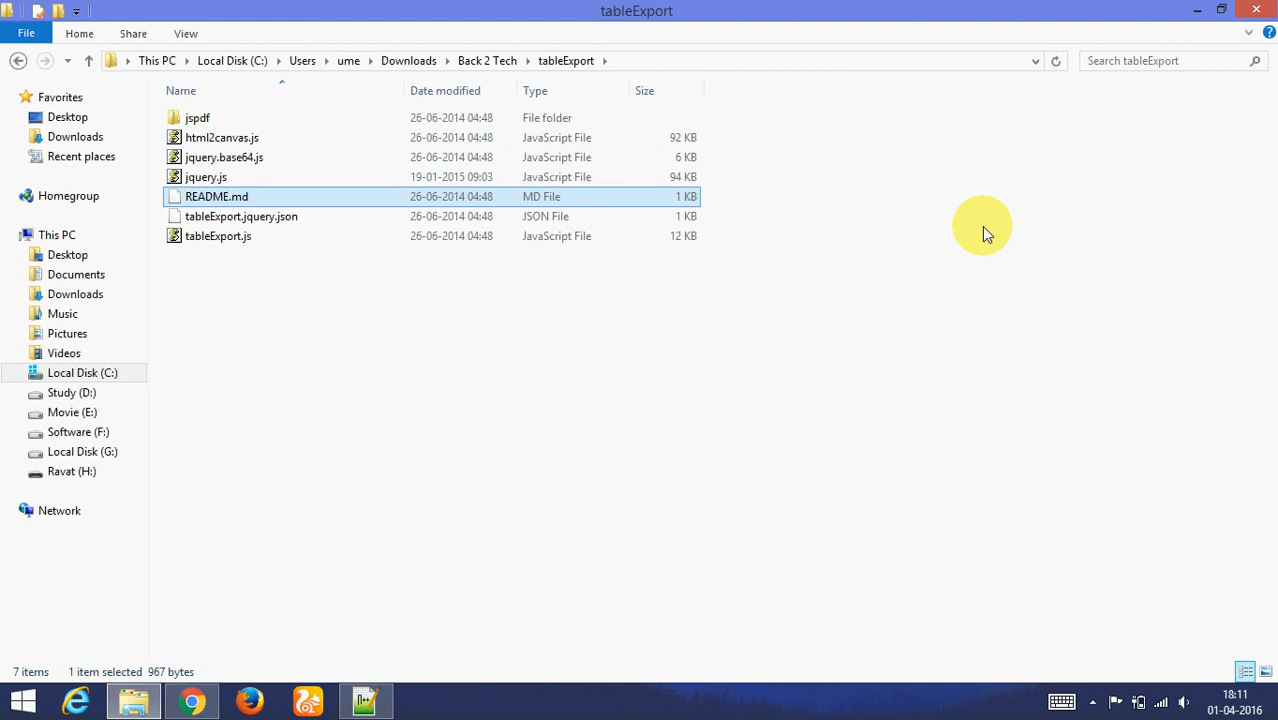 tableExport
File Home Share View
This PC Local Disk (C:) Users ume Downloads Back 2 Tech tableExport Search tableExport
Name Date modified Type Size
jspdf 26-06-2014 04:48 File folder
html2canvas.js 26-06-2014 04:48 JavaScript File 92 KB
jquery.base64.js 26-06-2014 04:48 JavaScript File 6 KB
jquery.js 19-01-2015 09:03 JavaScript File 94 KB
README.md 26-06-2014 04:48 MD File 1 KB
tableExport.jquery.json 26-06-2014 04:48 JSON File 1 KB
tableExport.js 26-06-2014 04:48 JavaScript File 12 KB
Favorites
Desktop
Downloads
Recent places
Homegroup
This PC
Desktop
Documents
Downloads
Music
Pictures
Videos
Local Disk (C:)
Study (D:)
Movie (E:)
Software (F:)
Local Disk (G:)
Ravat (H:)
Network
7 items 1 item selected 967 bytes
18:11
01-04-2016